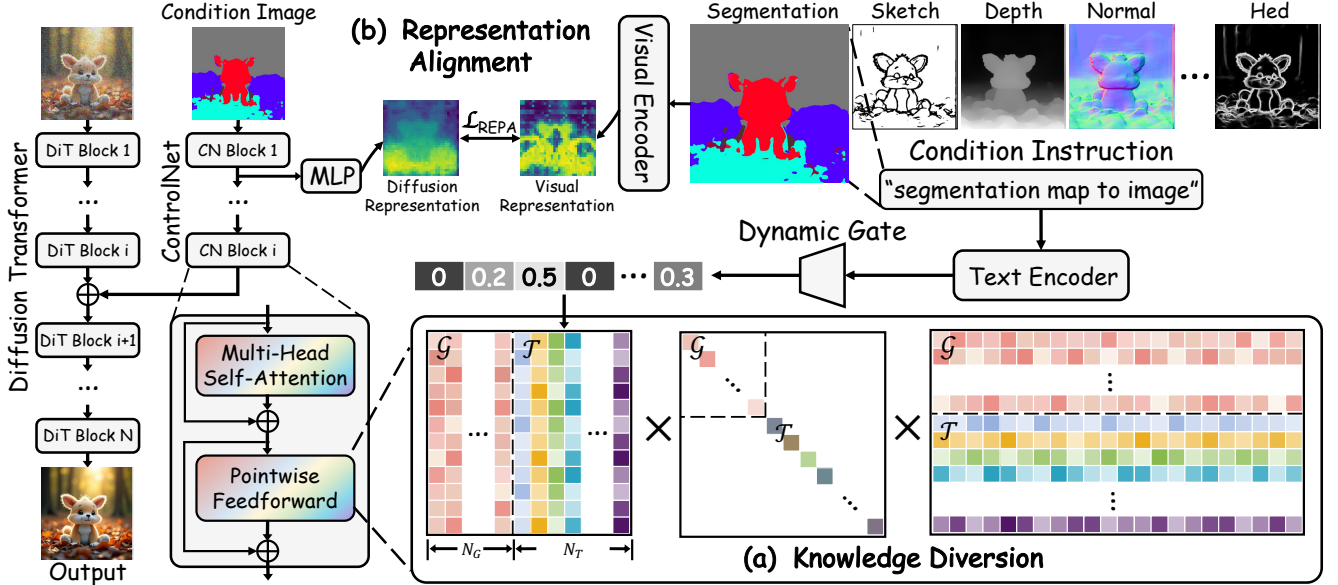 Condition Image
(b) Representation
Alignment
Visual Encoder
Segmentation
Sketch
Depth
Normal
Hed
...
Diffusion Transformer
ControlNet
DiT Block 1
CN Block 1
MLP
ℒREPA
Diffusion
Representation
Visual
Representation
Condition Instruction
"segmentation map to image"
...
...
DiT Block i
CN Block i
Dynamic Gate
Text Encoder
0 0.2 0.5 0 ... 0.3
DiT Block i+1
...
DiT Block N
Output
Multi-Head
Self-Attention
Pointwise
Feedforward
𝒢
𝒯
...
...
N_G
N_T
×
𝒢
...
𝒯
...
×
𝒢
...
𝒯
...
(a) Knowledge Diversion